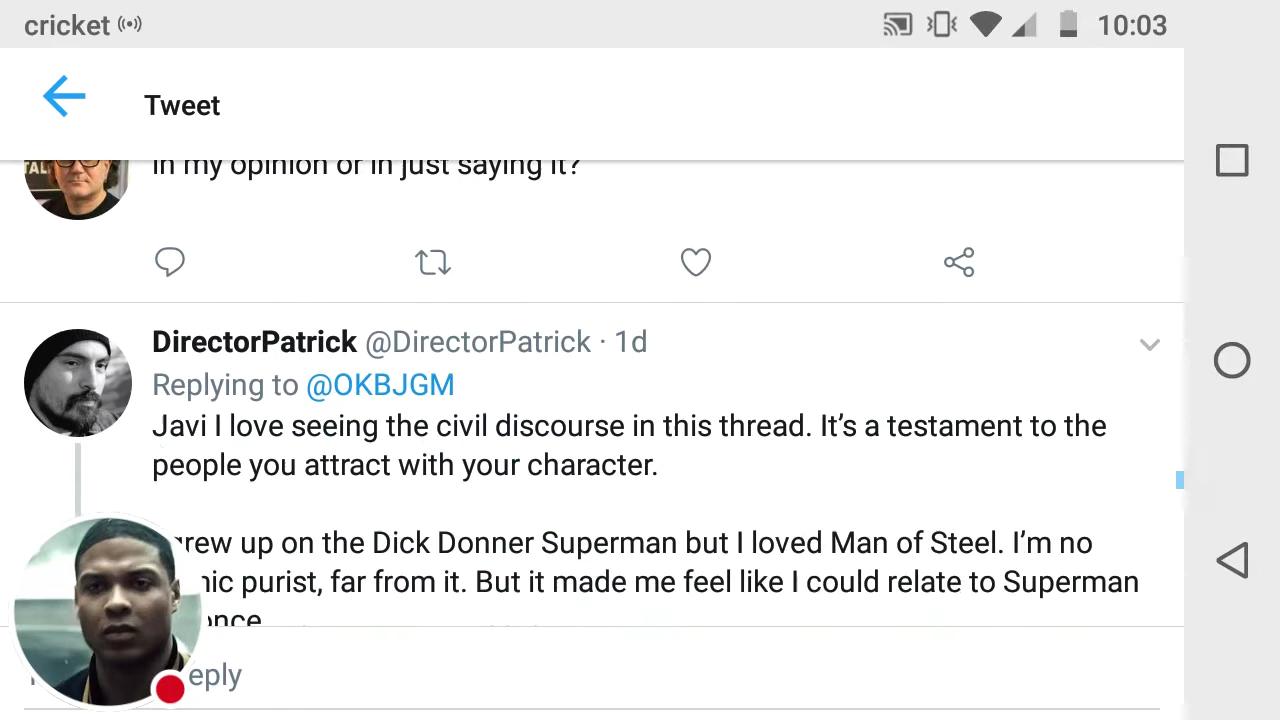 cricket
10:03
Tweet
in my opinion or in just saying it?
DirectorPatrick @DirectorPatrick · 1d
Replying to @OKBJGM
Javi I love seeing the civil discourse in this thread. It’s a testament to the
people you attract with your character.
grew up on the Dick Donner Superman but I loved Man of Steel. I’m no
nic purist, far from it. But it made me feel like I could relate to Superman
once
eply